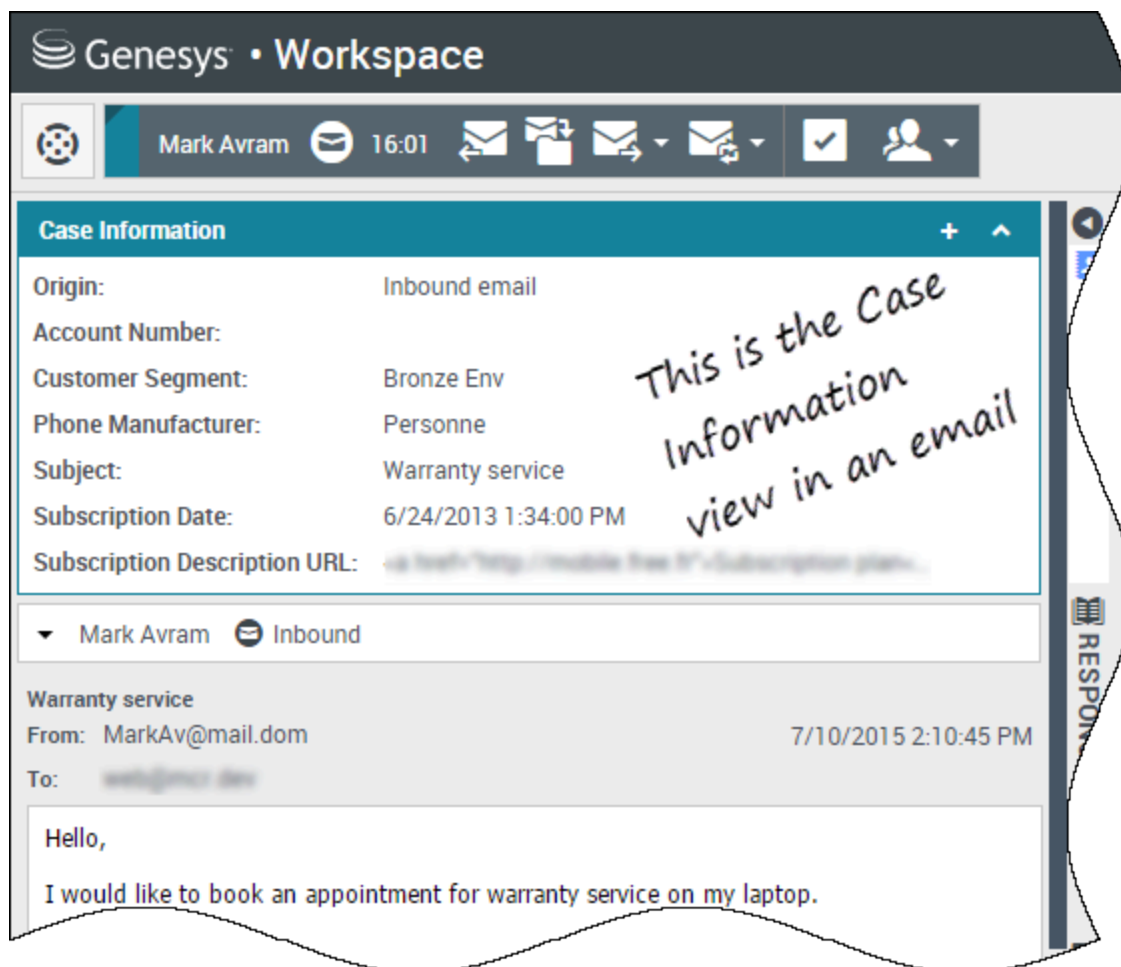 Genesys • Workspace
Mark Avram 16:01
Case Information
Origin: Inbound email
Account Number:
Customer Segment: Bronze Env
Phone Manufacturer: Personne
Subject: Warranty service
Subscription Date: 6/24/2013 1:34:00 PM
Subscription Description URL:
This is the Case
Information
view in an email
Mark Avram Inbound
Warranty service
From: MarkAv@mail.dom 7/10/2015 2:10:45 PM
To:
Hello,
I would like to book an appointment for warranty service on my laptop.